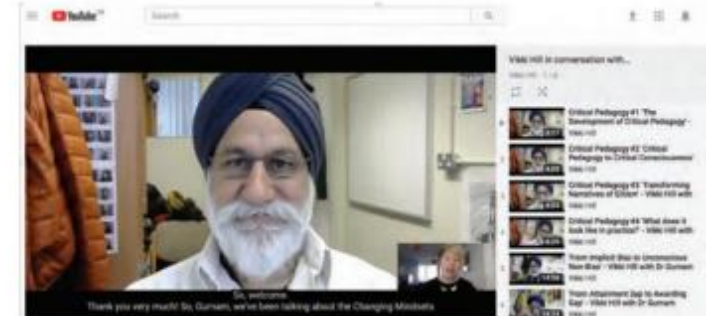 YouTube
Search
Vikki Hill in conversation with...
Vikki Hill
Critical Pedagogy #1 'The
Development of Critical Pedagogy' -
Vikki Hill
Critical Pedagogy #2 'Critical
Pedagogy to Critical Consciousness'
Vikki Hill
Critical Pedagogy #3 'Transforming
Narratives of
Vikki Hill with
Vikki Hill
Critical Pedagogy #4 'What does it
look like in practice?' - Vikki Hill with
Vikki Hill
From Implicit Bias to Unconscious
Non-Bias' - Vikki Hill with Dr Gurnam
Vikki Hill
From Attainment Gap to Awarding
Gap' - Vikki Hill with Dr Gurnam
Vikki Hill
So, welcome.
Thank you very much! So, Gurnam, we've been talking about the Changing Mindsets